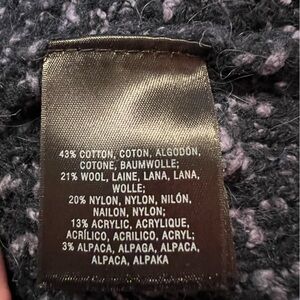 43% COTTON, COTON, ALGODÓN,
COTONE, BAUMWOLLE;
21% WOOL, LAINE, LANA, LANA,
WOLLE;
20% NYLON, NYLON, NILÓN,
NAILON, NYLON;
13% ACRYLIC, ACRYLIQUE,
ACRÍLICO, ACRILICO, ACRYL;
3% ALPACA, ALPAGA, ALPACA,
ALPACA, ALPAKA